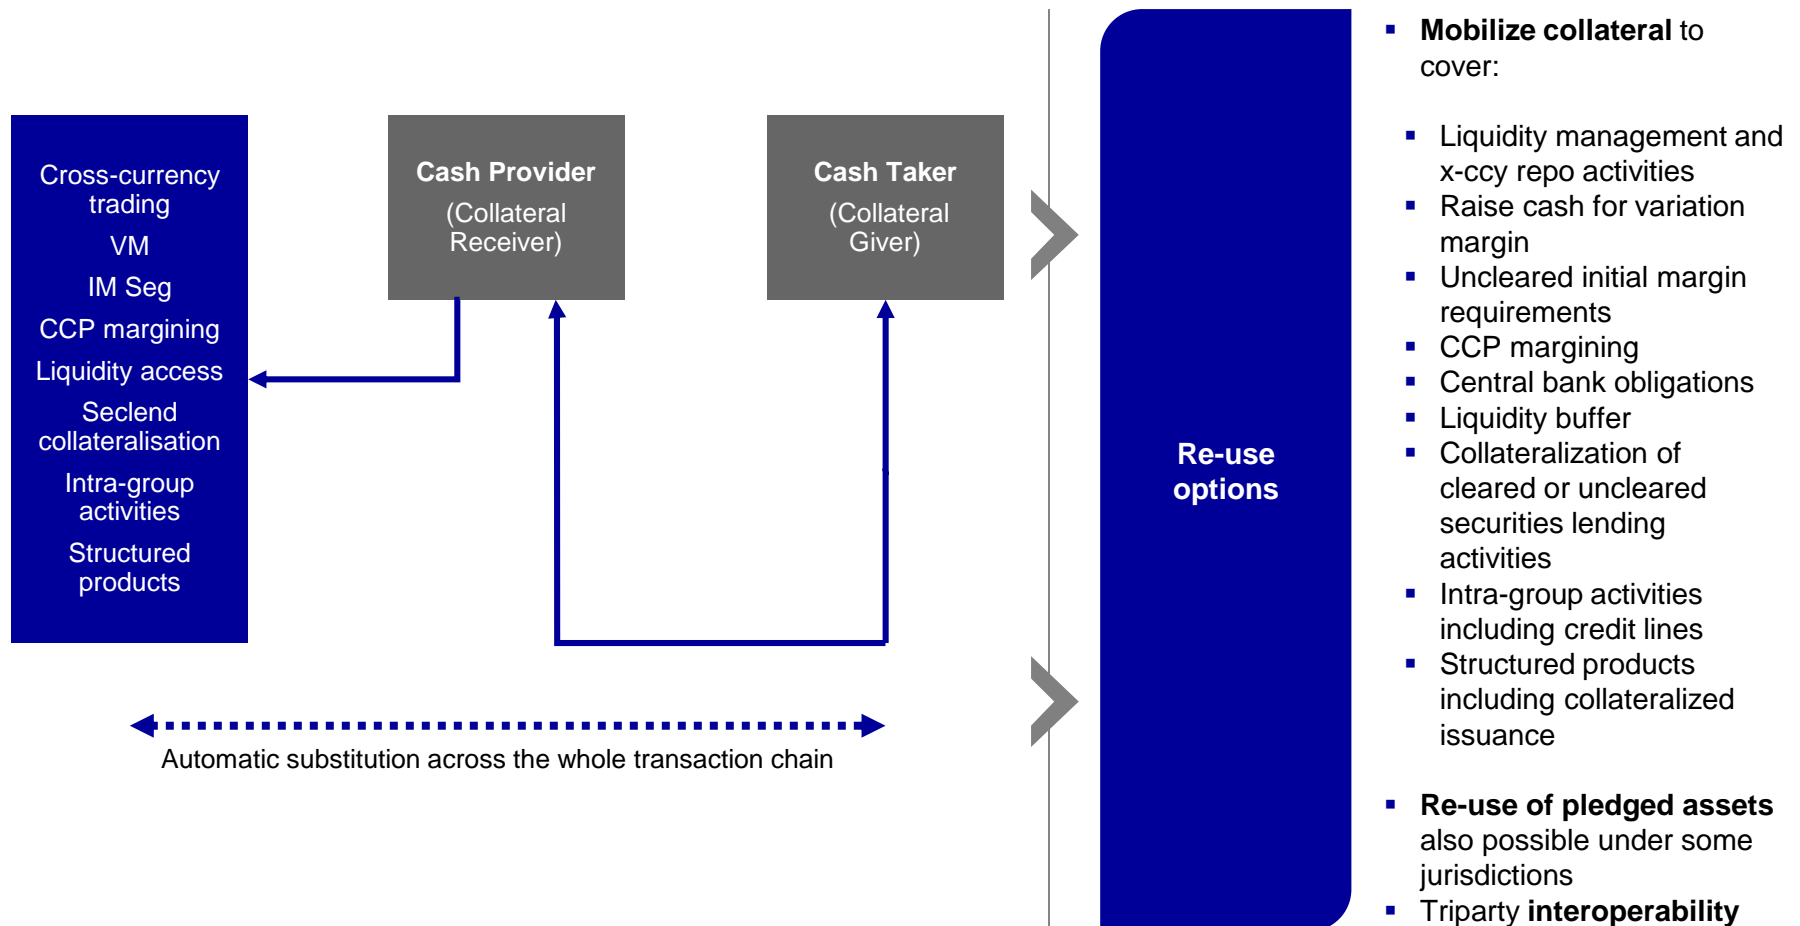 Cross-currency
trading
VM
IM Seg
CCP margining
Liquidity access
Seclend
collateralisation
Intra-group
activities
Structured
products
Cash Provider
(Collateral
Receiver)
Cash Taker
(Collateral
Giver)
Automatic substitution across the whole transaction chain
Re-use
options
▪ Mobilize collateral to
cover:
▪ Liquidity management and
x-ccy repo activities
▪ Raise cash for variation
margin
▪ Uncleared initial margin
requirements
▪ CCP margining
▪ Central bank obligations
▪ Liquidity buffer
▪ Collateralization of
cleared or uncleared
securities lending
activities
▪ Intra-group activities
including credit lines
▪ Structured products
including collateralized
issuance
▪ Re-use of pledged assets
also possible under some
jurisdictions
▪ Triparty interoperability